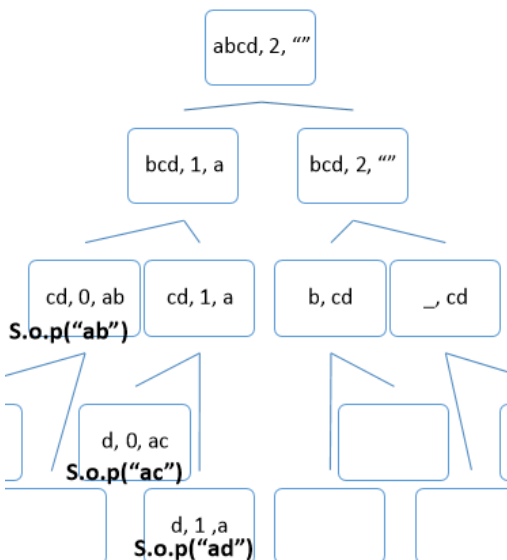 abcd, 2, “”
bcd, 1, a
bcd, 2, “”
cd, 0, ab
cd, 1, a
b, cd
_, cd
S.o.p(“ab”)
d, 0, ac
S.o.p(“ac”)
d, 1 ,a
S.o.p(“ad”)